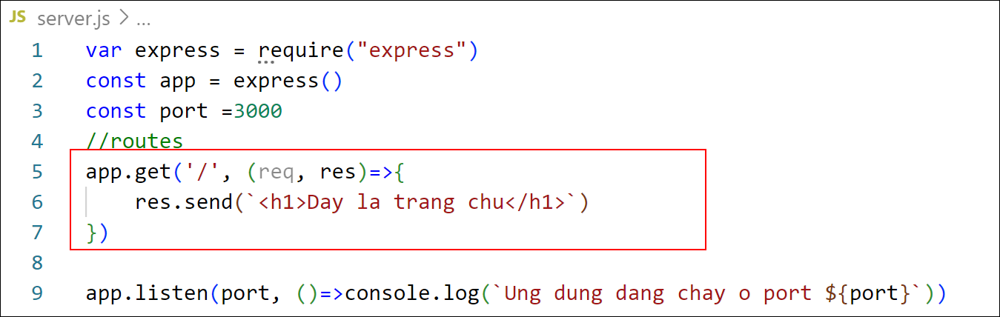 JS server.js > ...
1 var express = require("express")
2 const app = express()
3 const port =3000
4 //routes
5 app.get('/', (req, res)=>{
6     res.send(`<h1>Day la trang chu</h1>`)
7 })
8
9 app.listen(port, ()=>console.log(`Ung dung dang chay o port ${port}`))